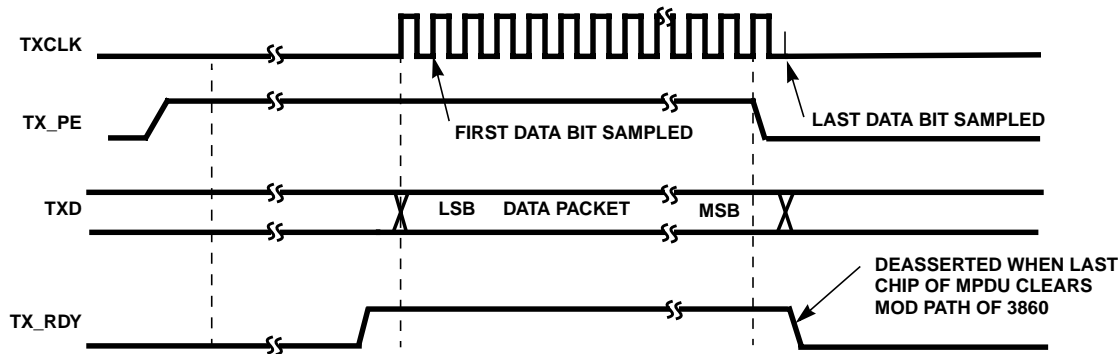 TXCLK
FIRST DATA BIT SAMPLED
LAST DATA BIT SAMPLED
TX_PE
TXD
LSB DATA PACKET MSB
DEASSERTED WHEN LAST
CHIP OF MPDU CLEARS
MOD PATH OF 3860
TX_RDY